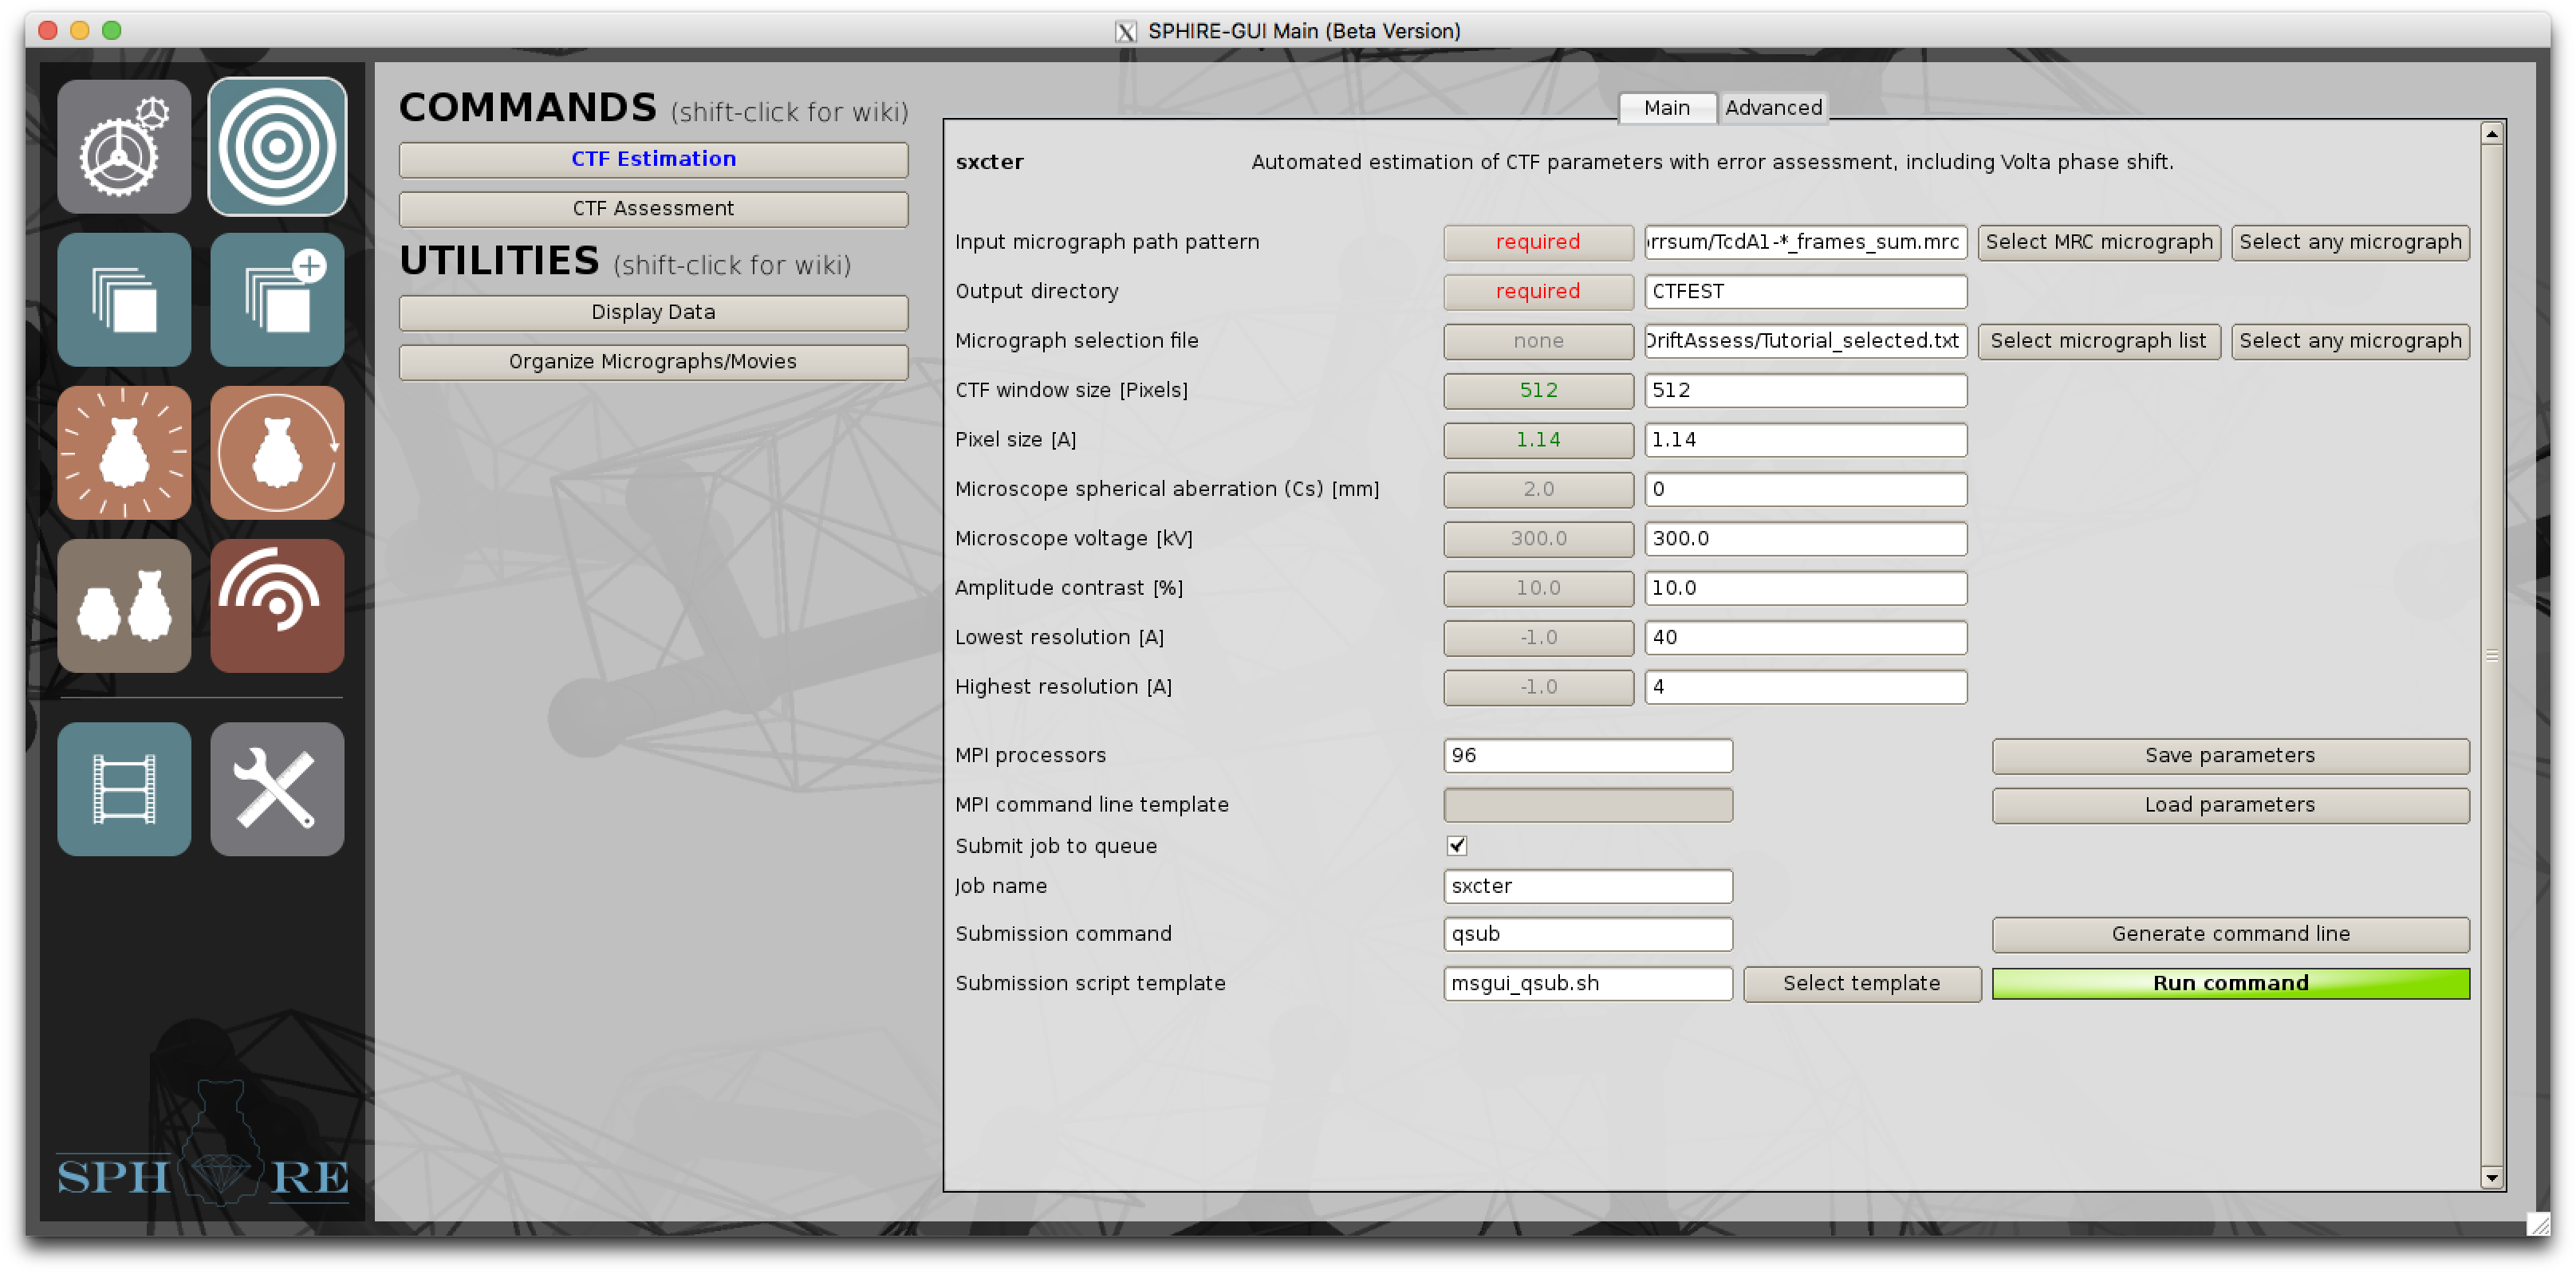 SPHIRE-GUI Main (Beta Version)
COMMANDS (shift-click for wiki)
CTF Estimation
CTF Assessment
UTILITIES (shift-click for wiki)
Display Data
Organize Micrographs/Movies
Main Advanced
sxcter Automated estimation of CTF parameters with error assessment, including Volta phase shift.
Input micrograph path pattern required orrsum/TcdA1-*_frames_sum.mrc Select MRC micrograph Select any micrograph
Output directory required CTFEST
Micrograph selection file none DriftAssess/Tutorial_selected.txt Select micrograph list Select any micrograph
CTF window size [Pixels] 512 512
Pixel size [A] 1.14 1.14
Microscope spherical aberration (Cs) [mm] 2.0 0
Microscope voltage [kV] 300.0 300.0
Amplitude contrast [%] 10.0 10.0
Lowest resolution [A] -1.0 40
Highest resolution [A] -1.0 4
MPI processors 96 Save parameters
MPI command line template Load parameters
Submit job to queue
Job name sxcter
Submission command qsub Generate command line
Submission script template msgui_qsub.sh Select template Run command
SPH RE